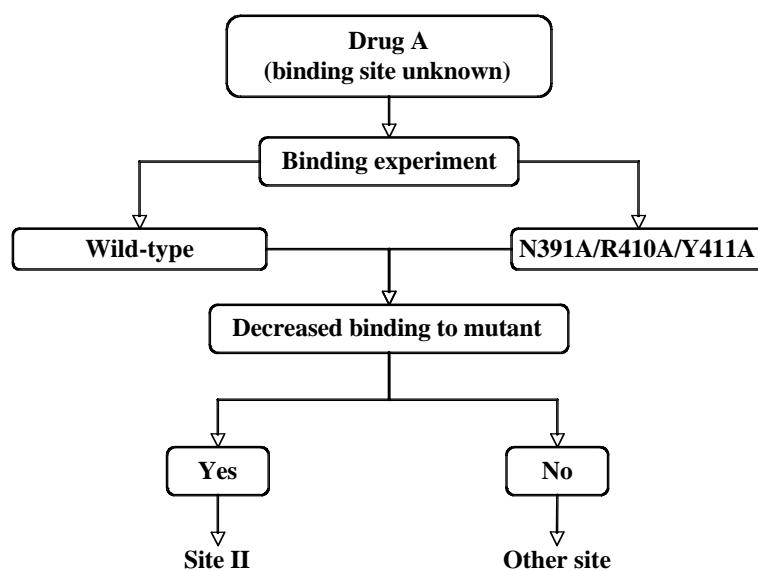 Drug A
(binding site unknown)
Binding experiment
Wild-type
N391A/R410A/Y411A
Decreased binding to mutant
Yes
No
Site II
Other site